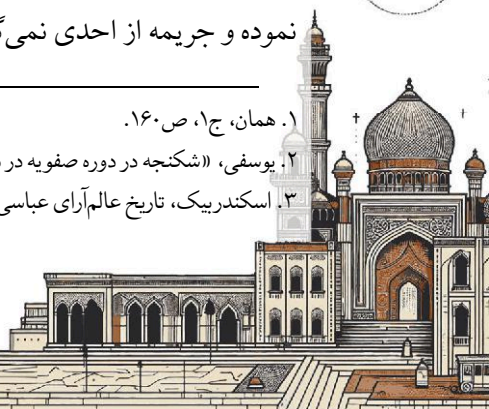 نموده و جریمه از احدی نمی‌
۱. همان، ج۱، ص۱۶۰.
۲. یوسفی، «شکنجه در دوره صفویه در
۳. اسکندربیک، تاریخ عالم‌آرای عباسی